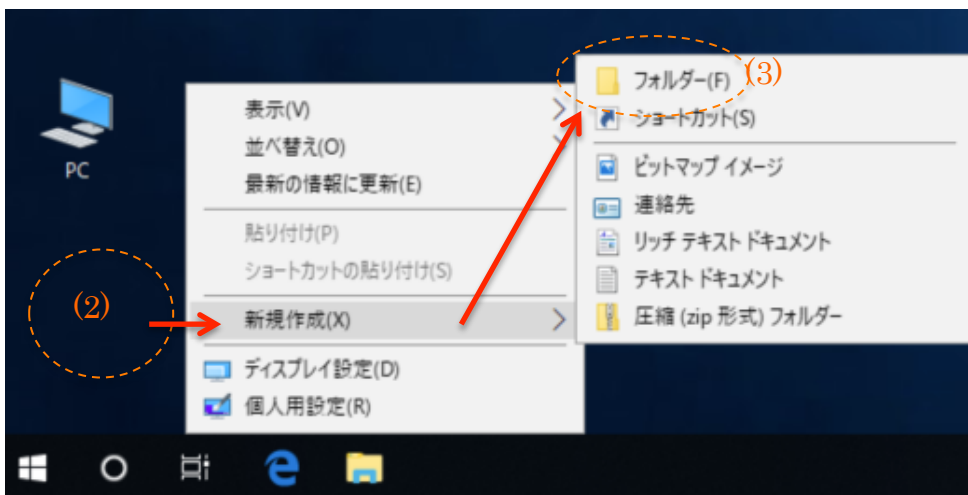 PC
(2)
表示(V)
並べ替え(O)
最新の情報に更新(E)
貼り付け(P)
ショートカットの貼り付け(S)
新規作成(X)
ディスプレイ設定(D)
個人用設定(R)
フォルダー(F)
(3)
ショートカット(S)
ビットマップ イメージ
連絡先
リッチ テキスト ドキュメント
テキスト ドキュメント
圧縮 (zip 形式) フォルダー